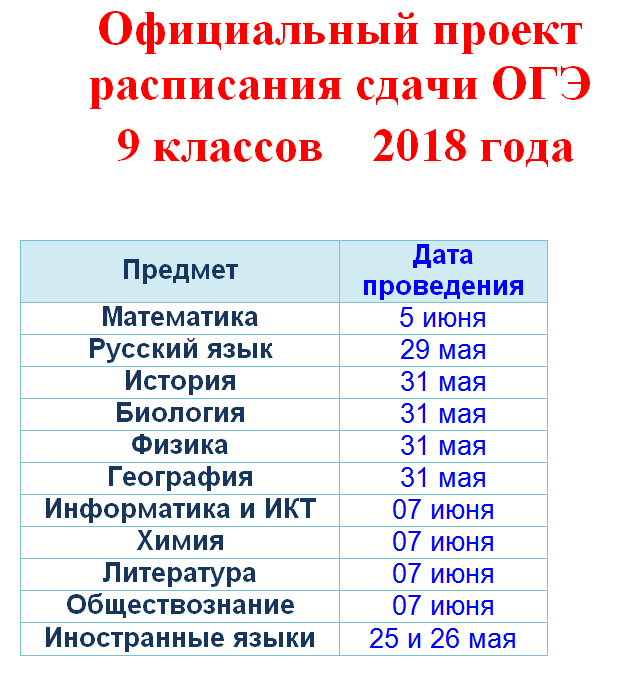 Официальный проект
расписания сдачи ОГЭ
9 классов 2018 года
Предмет Дата проведения
Математика 5 июня
Русский язык 29 мая
История 31 мая
Биология 31 мая
Физика 31 мая
География 31 мая
Информатика и ИКТ 07 июня
Химия 07 июня
Литература 07 июня
Обществознание 07 июня
Иностранные языки 25 и 26 мая